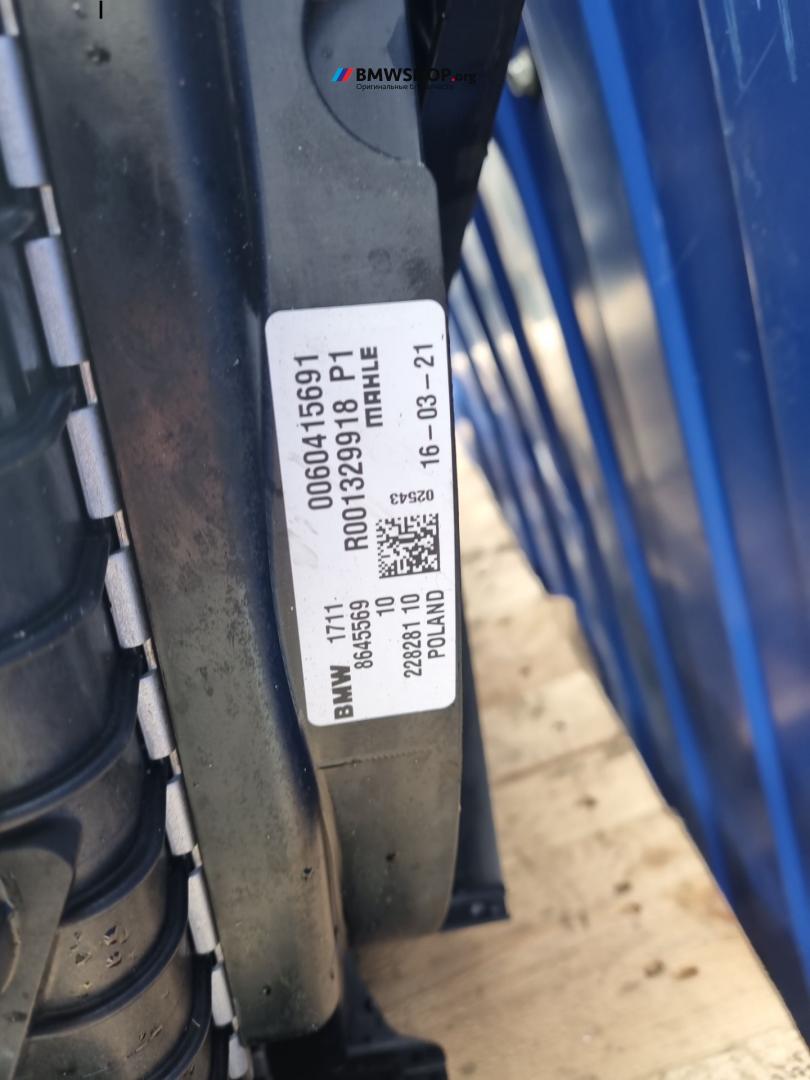 BMWSHOP.org
0060415691
R001329918 P1
MAHLE
16-03-21
02543
BMW 1711
8645569
10
228281 10
POLAND